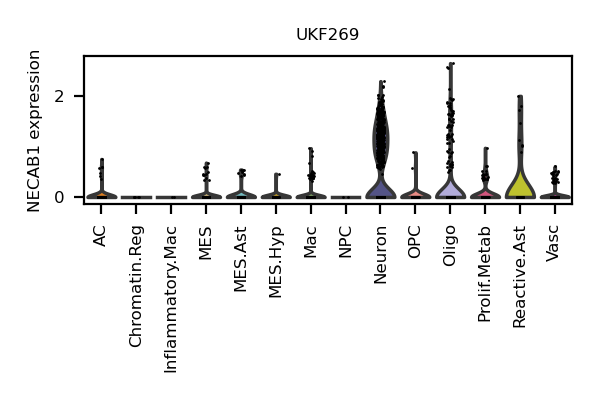 UKF269
NECAB1 expression
2
0
AC
Chromatin.Reg
Inflammatory.Mac
MES
MES.Ast
MES.Hyp
Mac
NPC
Neuron
OPC
Oligo
Prolif.Metab
Reactive.Ast
Vasc